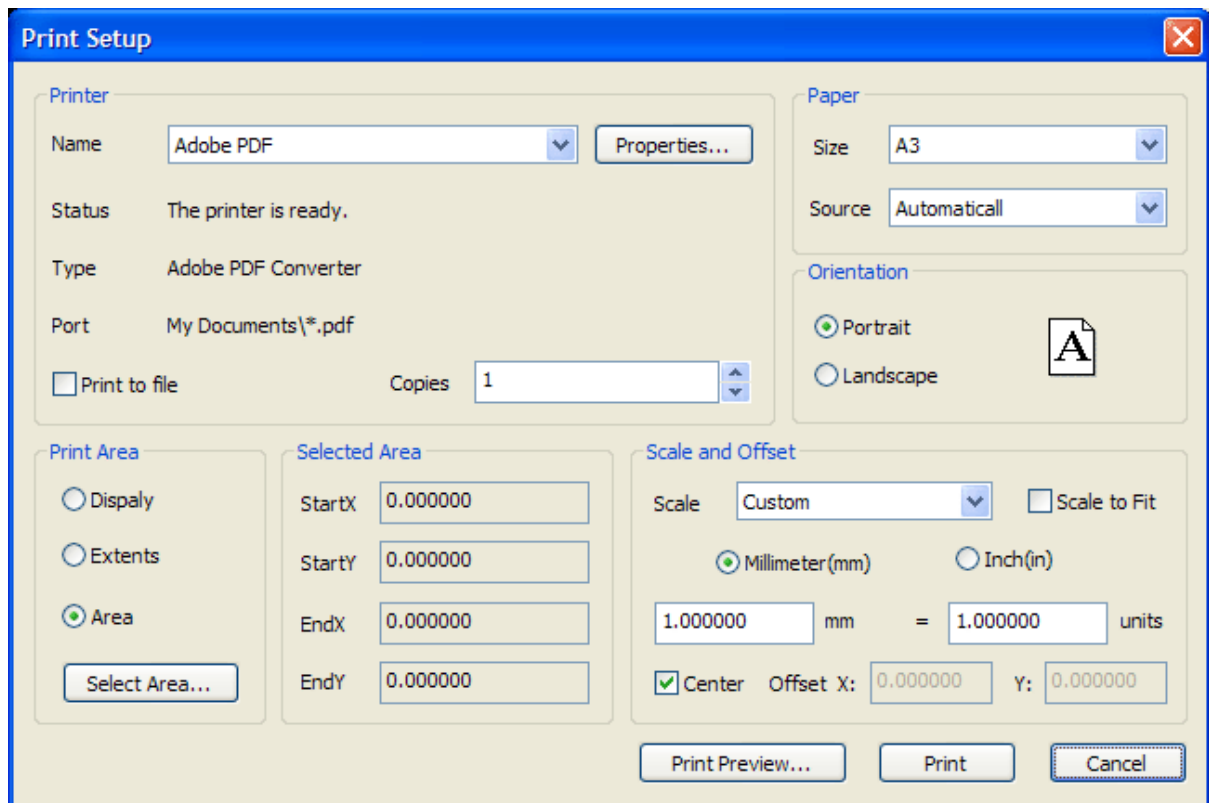 Print Setup
Printer
Name Adobe PDF Properties...
Status The printer is ready.
Type Adobe PDF Converter
Port My Documents\*.pdf
Print to file Copies 1
Paper
Size A3
Source Automaticall
Orientation
Portrait
Landscape
A
Print Area
Dispaly
Extents
Area
Select Area...
Selected Area
StartX 0.000000
StartY 0.000000
EndX 0.000000
EndY 0.000000
Scale and Offset
Scale Custom Scale to Fit
Millimeter(mm) Inch(in)
1.000000 mm = 1.000000 units
Center Offset X: 0.000000 Y: 0.000000
Print Preview... Print Cancel